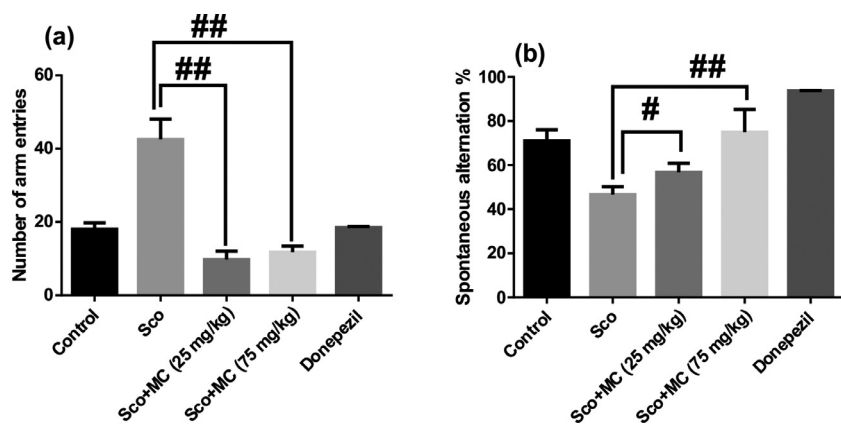 (a)
##
##
Number of arm entries
60
40
20
0
Control
Sco
Sco+MC (25 mg/kg)
Sco+MC (75 mg/kg)
Donepezil
(b)
##
#
Spontaneous alternation %
100
80
60
40
20
0
Control
Sco
Sco+MC (25 mg/kg)
Sco+MC (75 mg/kg)
Donepezil